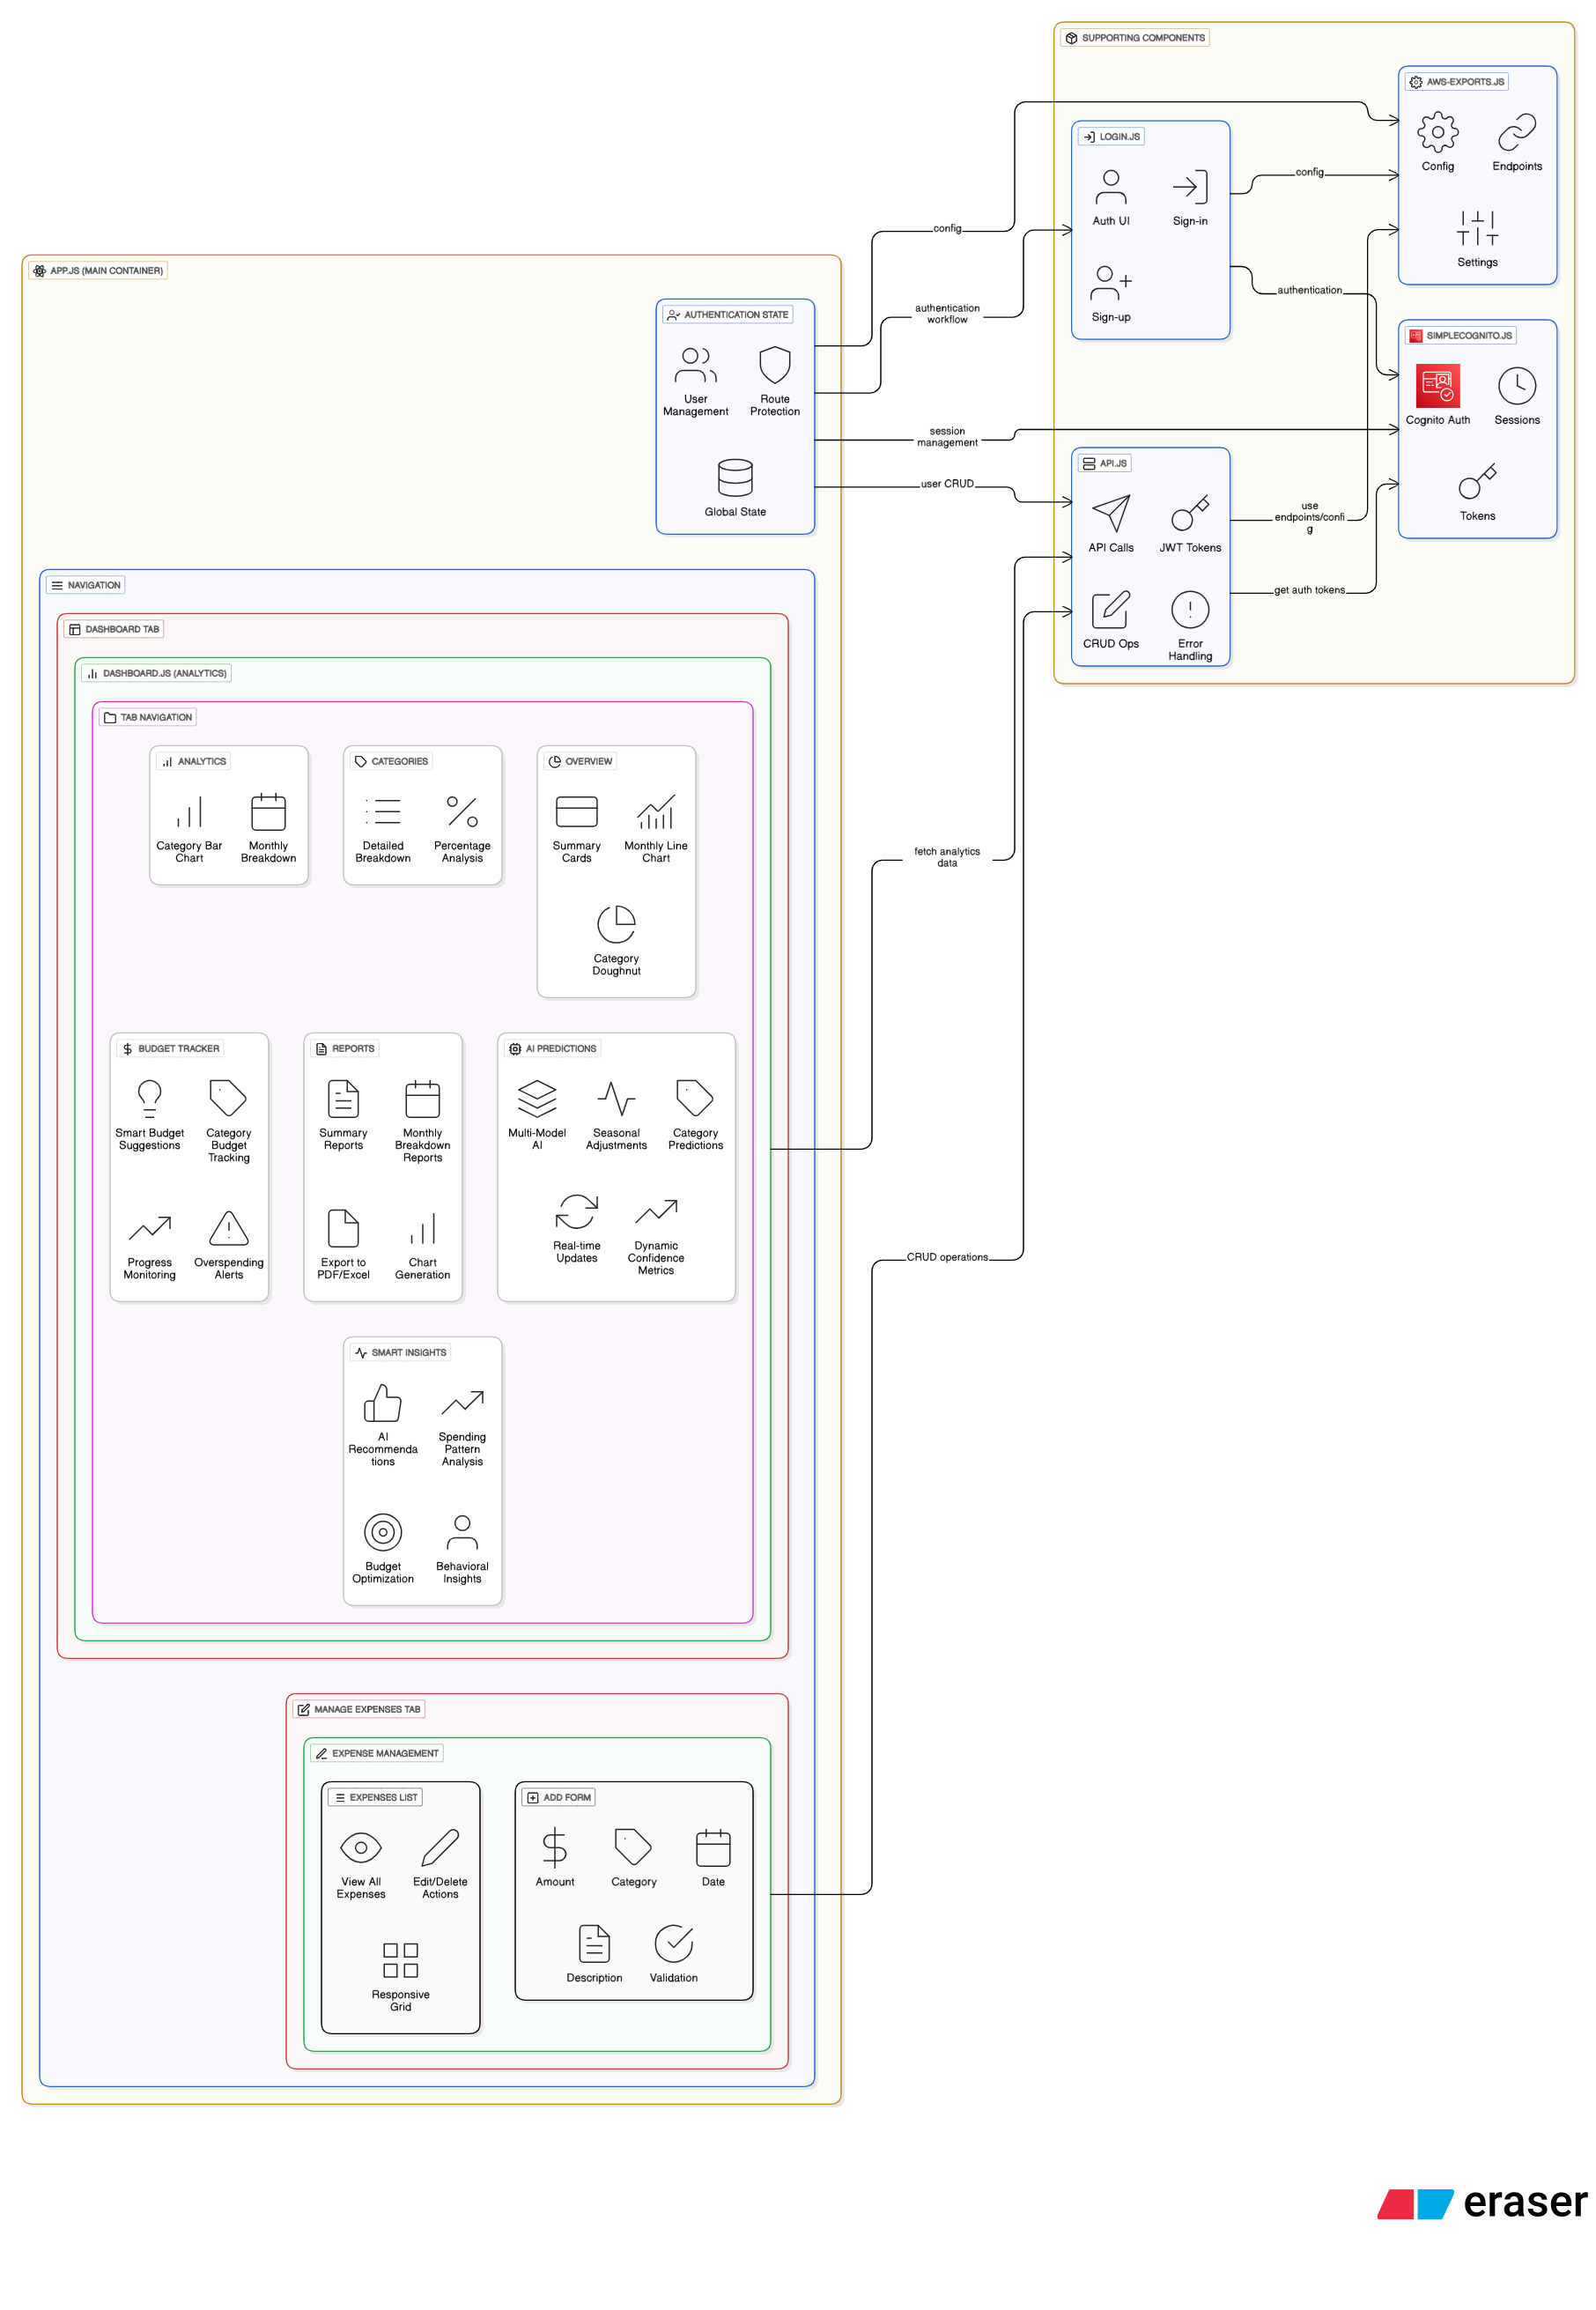 SUPPORTING COMPONENTS
AWS-EXPORTS.JS
Config
Endpoints
Settings
LOGIN.JS
Auth UI
Sign-in
Sign-up
config
authentication
SIMPLECOGNITO.JS
Cognito Auth
Sessions
Tokens
API.JS
API Calls
JWT Tokens
CRUD Ops
Error
Handling
use
endpoints/confi
g
get auth tokens
config
authentication
workflow
session
management
user CRUD
fetch analytics
data
CRUD operations
APP.JS (MAIN CONTAINER)
AUTHENTICATION STATE
User
Management
Route
Protection
Global State
NAVIGATION
DASHBOARD TAB
DASHBOARD.JS (ANALYTICS)
TAB NAVIGATION
ANALYTICS
Category Bar
Chart
Monthly
Breakdown
CATEGORIES
Detailed
Breakdown
Percentage
Analysis
OVERVIEW
Summary
Cards
Monthly Line
Chart
Category
Doughnut
BUDGET TRACKER
Smart Budget
Suggestions
Category
Budget
Tracking
Progress
Monitoring
Overspending
Alerts
REPORTS
Summary
Reports
Monthly
Breakdown
Reports
Export to
PDF/Excel
Chart
Generation
AI PREDICTIONS
Multi-Model
AI
Seasonal
Adjustments
Category
Predictions
Real-time
Updates
Dynamic
Confidence
Metrics
SMART INSIGHTS
AI
Recommenda
tions
Spending
Pattern
Analysis
Budget
Optimization
Behavioral
Insights
MANAGE EXPENSES TAB
EXPENSE MANAGEMENT
EXPENSES LIST
View All
Expenses
Edit/Delete
Actions
Responsive
Grid
ADD FORM
Amount
Category
Date
Description
Validation
eraser